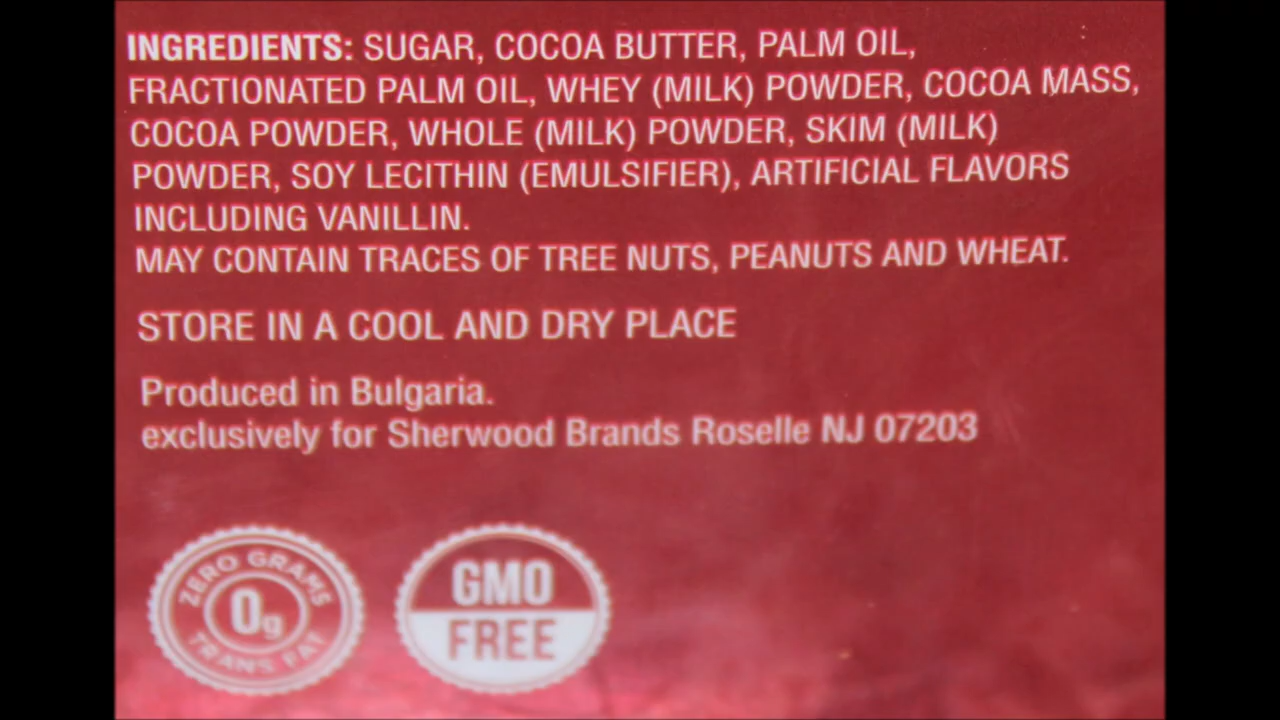 INGREDIENTS: SUGAR, COCOA BUTTER, PALM OIL,
FRACTIONATED PALM OIL, WHEY (MILK) POWDER, COCOA MASS,
COCOA POWDER, WHOLE (MILK) POWDER, SKIM (MILK)
POWDER, SOY LECITHIN (EMULSIFIER), ARTIFICIAL FLAVORS
INCLUDING VANILLIN.
MAY CONTAIN TRACES OF TREE NUTS, PEANUTS AND WHEAT.
STORE IN A COOL AND DRY PLACE
Produced in Bulgaria.
exclusively for Sherwood Brands Roselle NJ 07203
ZERO GRAMS
0g
TRANS FAT
GMO
FREE